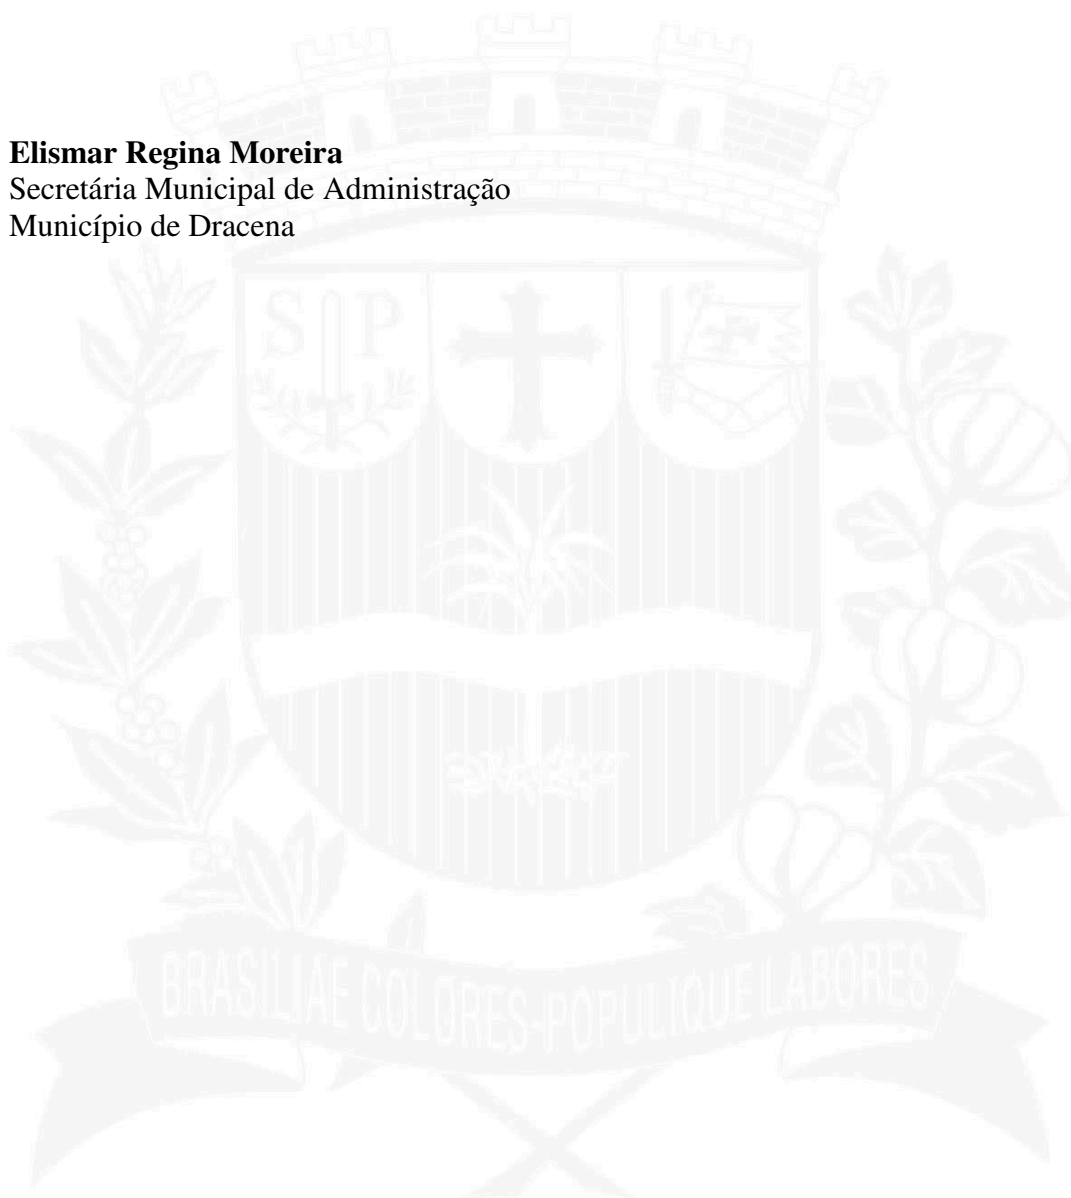 Elismar Regina Moreira
Secretária Municipal de Administração
Município de Dracena
S P
BRASILIAE COLORES-POPULIQUE LABORES